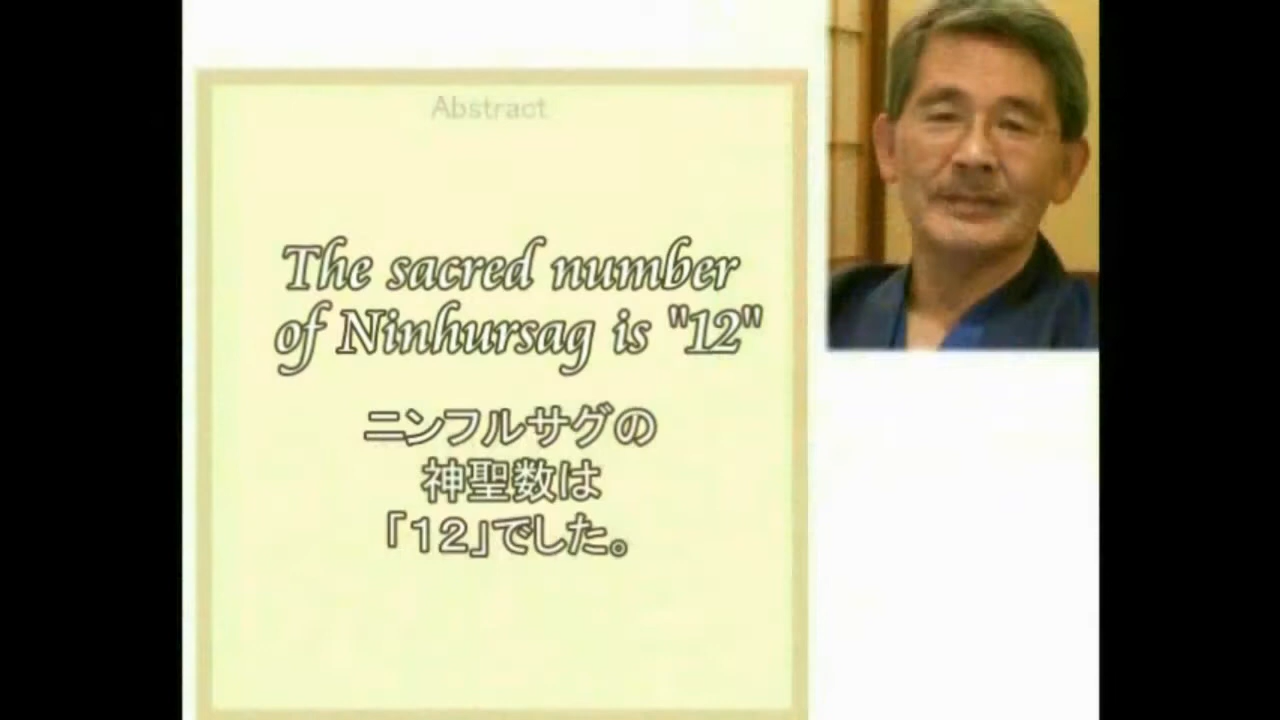 Abstract
The sacred number
of Ninhursag is "12"
ニンフルサグの
神聖数は
「１２」でした。